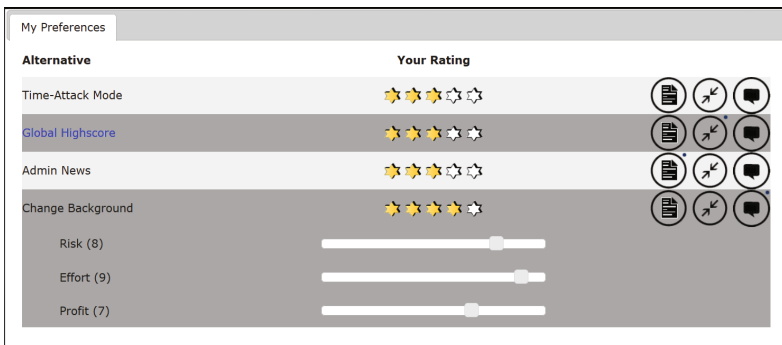 My Preferences
Alternative Your Rating
Time-Attack Mode
Global Highscore
Admin News
Change Background
Risk (8)
Effort (9)
Profit (7)